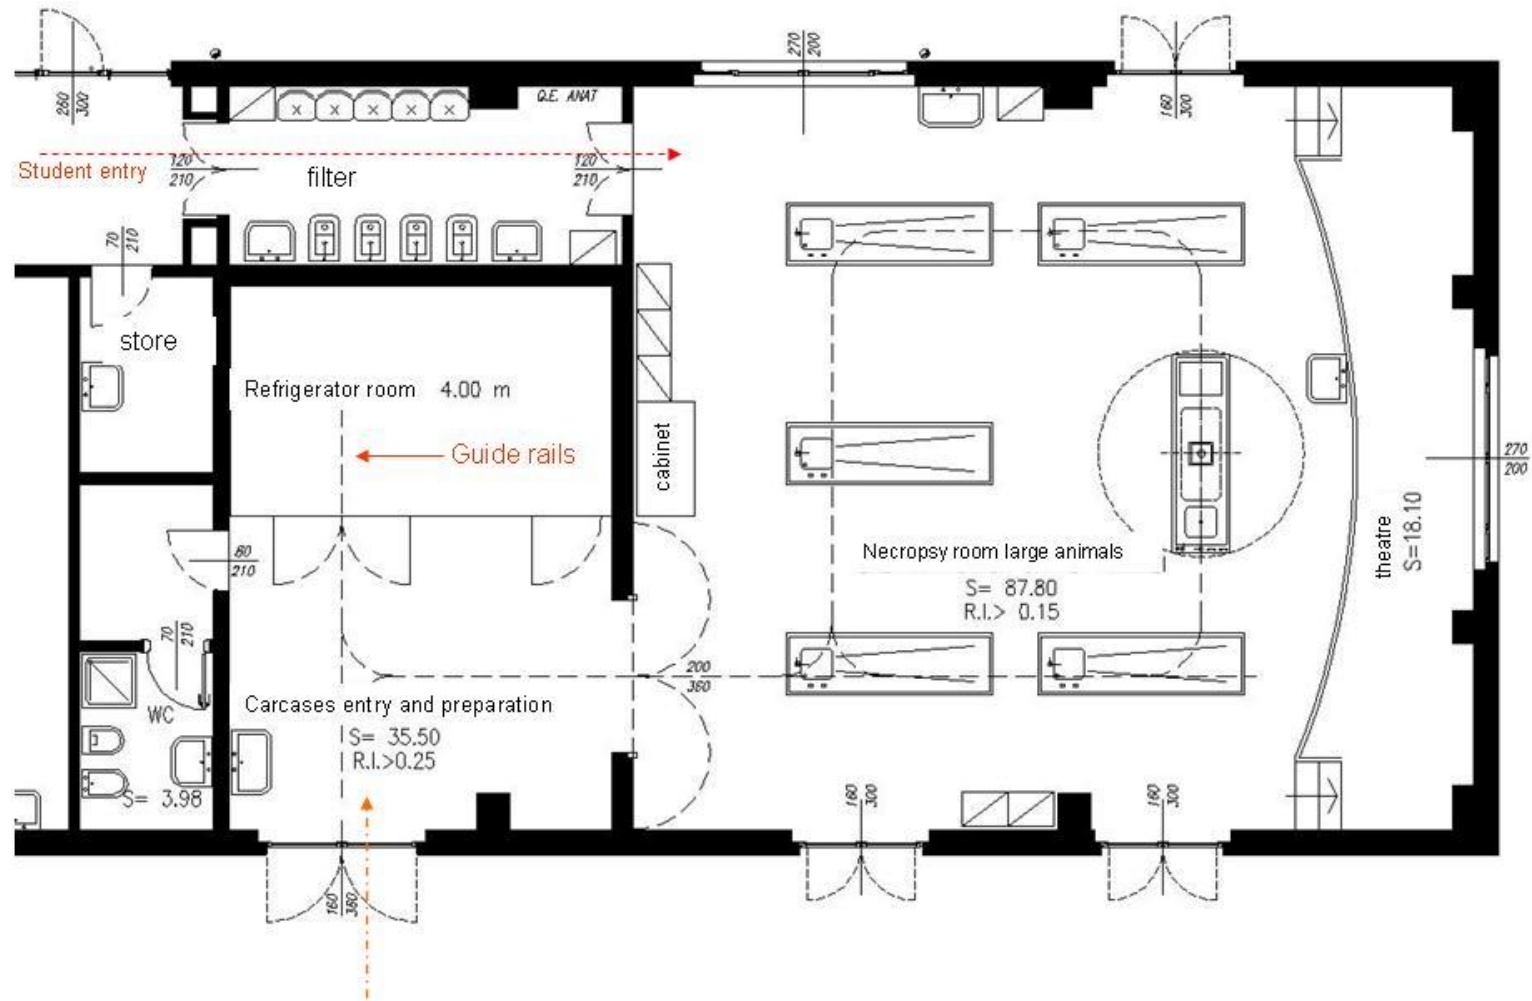 270
200
260
300
Q.E. ANAT
160
300
Student entry
120
210
filter
120
210
70
210
store
Refrigerator room 4.00 m
Guide rails
cabinet
270
200
theatre
S=18.10
Necropsy room large animals
S= 87.80
R.I.> 0.15
80
210
70
210
200
360
WC
Carcases entry and preparation
S= 35.50
R.I.>0.25
S= 3.98
160
300
160
300
160
380